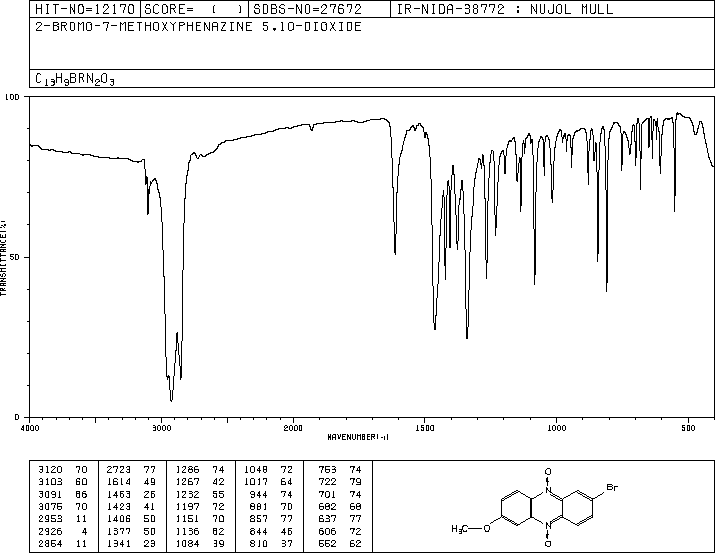 HIT-NO=12170 SCORE= ( ) SDBS-NO=27672 IR-NIDA-38772 : NUJOL MULL
2-BROMO-7-METHOXYPHENAZINE 5,10-DIOXIDE
C13H9BRN2O3
100
50
0
TRANSMITTANCE(%)
4000 3000 2000 1500 1000 500
WAVENUMBER(-1)
3120 70 2723 77 1286 74 1048 72 753 74
3103 60 1614 49 1267 42 1017 64 722 79
3091 66 1463 26 1232 55 944 74 701 74
3075 70 1423 41 1197 72 881 70 682 68
2953 11 1406 50 1151 70 857 77 637 77
2926 4 1377 50 1136 62 844 46 606 72
2854 11 1341 23 1084 39 810 37 552 62
O
N
Br
N
O
H3C
O